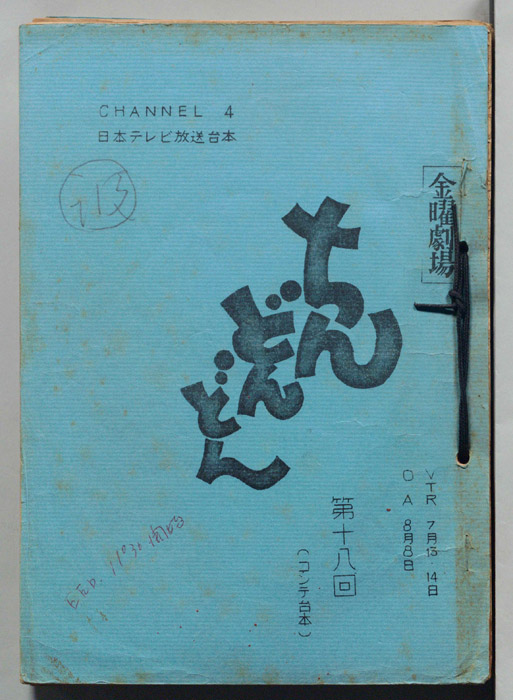 CHANNEL 4
日本テレビ放送台本
[金曜劇場]
ちんどんどん
第十八回
(コンテ台本)
VTR 7月13 14日
OA 8月8日